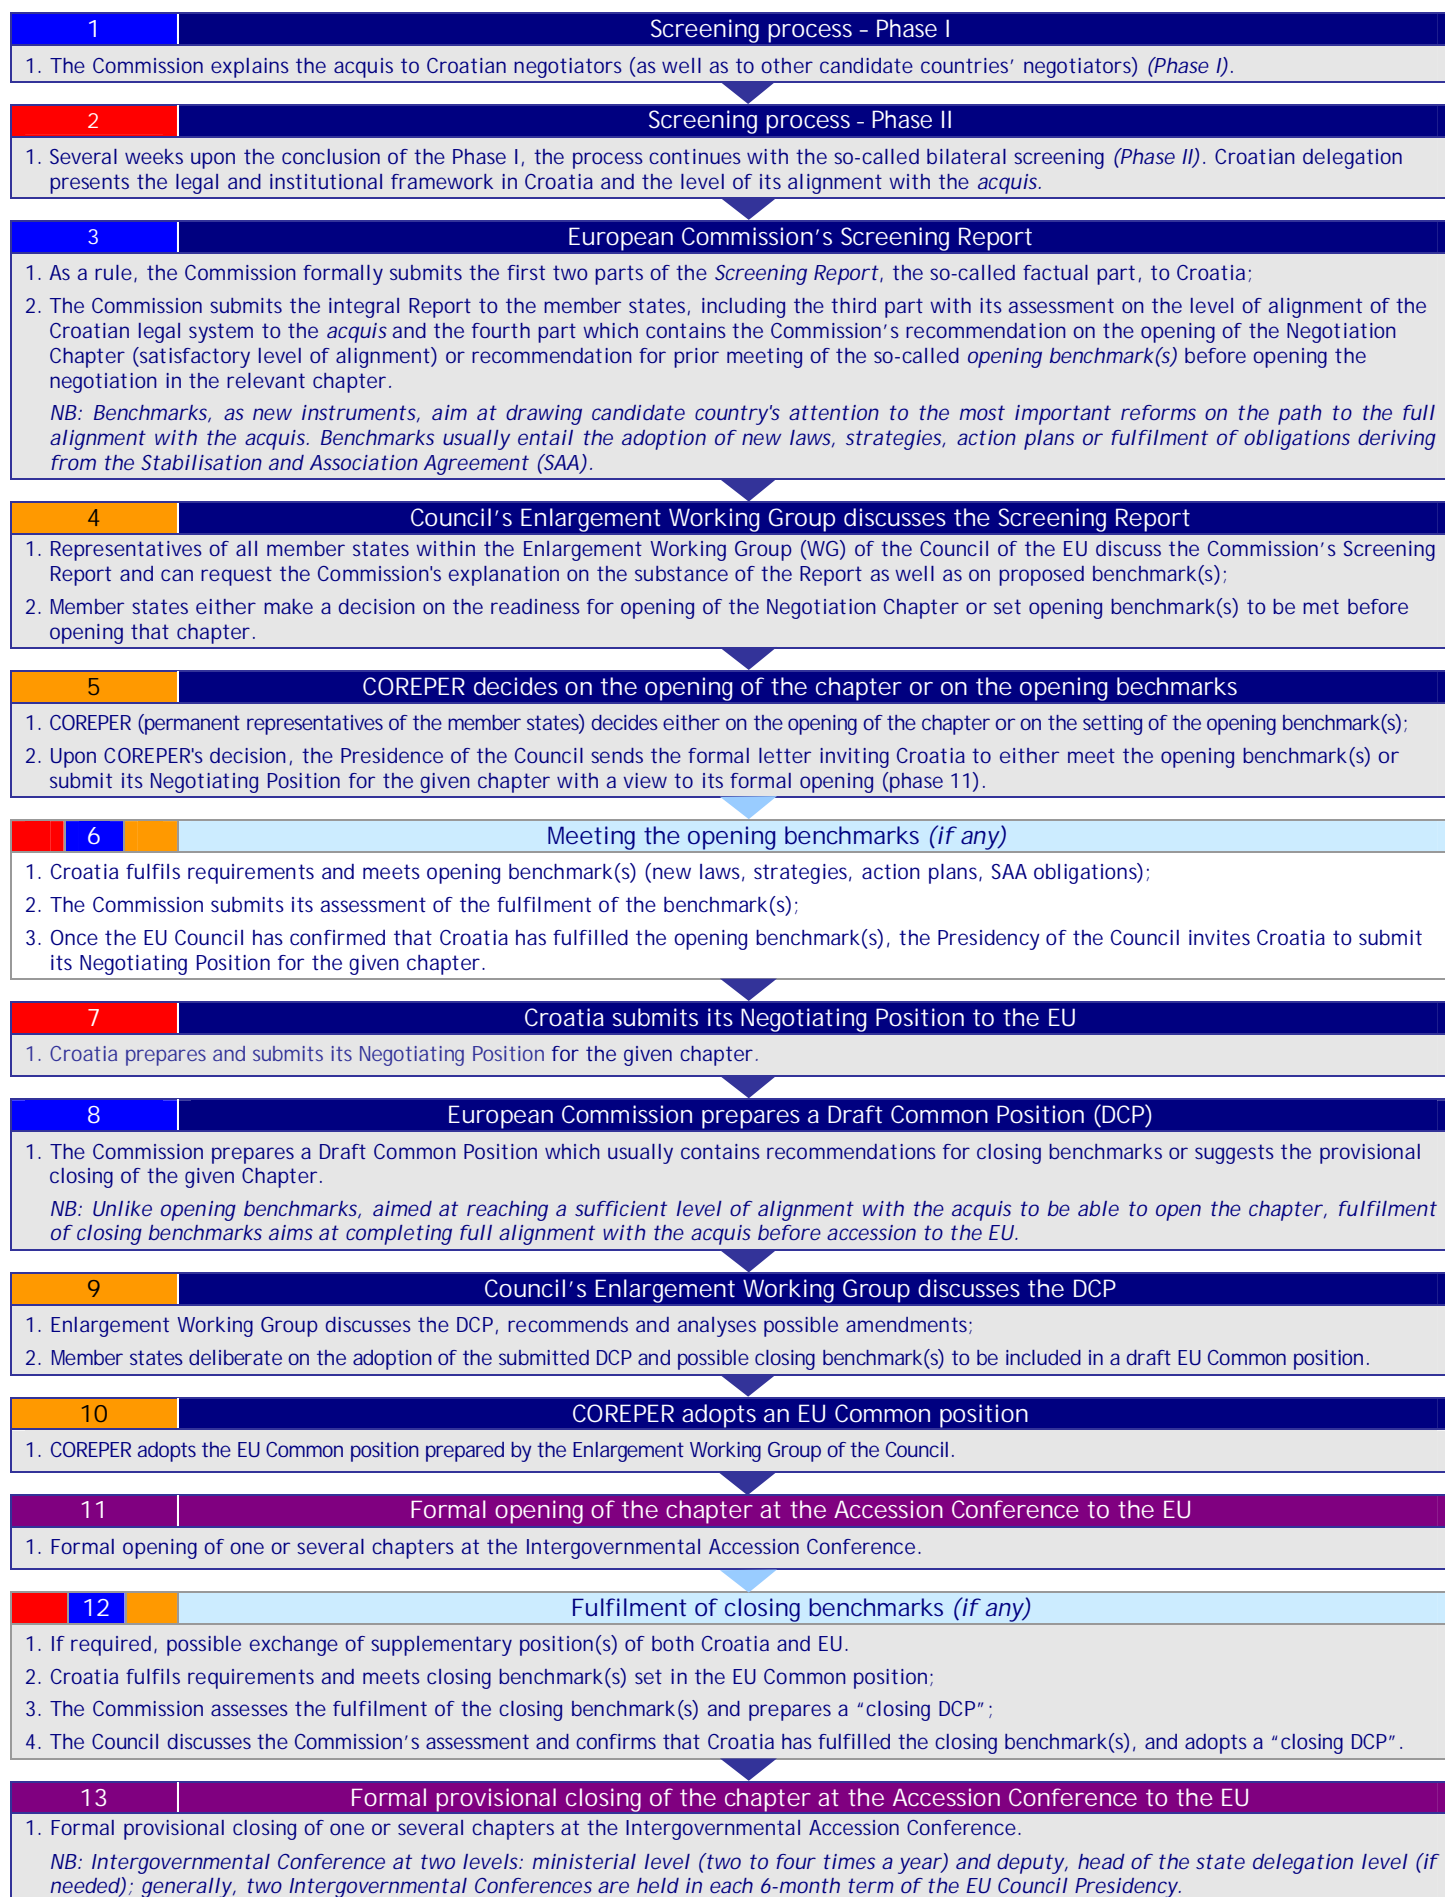 1 Screening process – Phase I
1. The Commission explains the acquis to Croatian negotiators (as well as to other candidate countries’ negotiators) (Phase I).
2 Screening process – Phase II
1. Several weeks upon the conclusion of the Phase I, the process continues with the so-called bilateral screening (Phase II). Croatian delegation
presents the legal and institutional framework in Croatia and the level of its alignment with the acquis.
3 European Commission’s Screening Report
1. As a rule, the Commission formally submits the first two parts of the Screening Report, the so-called factual part, to Croatia;
2. The Commission submits the integral Report to the member states, including the third part with its assessment on the level of alignment of the
Croatian legal system to the acquis and the fourth part which contains the Commission’s recommendation on the opening of the Negotiation
Chapter (satisfactory level of alignment) or recommendation for prior meeting of the so-called opening benchmark(s) before opening the
negotiation in the relevant chapter.
NB: Benchmarks, as new instruments, aim at drawing candidate country's attention to the most important reforms on the path to the full
alignment with the acquis. Benchmarks usually entail the adoption of new laws, strategies, action plans or fulfilment of obligations deriving
from the Stabilisation and Association Agreement (SAA).
4 Council’s Enlargement Working Group discusses the Screening Report
1. Representatives of all member states within the Enlargement Working Group (WG) of the Council of the EU discuss the Commission’s Screening
Report and can request the Commission's explanation on the substance of the Report as well as on proposed benchmark(s);
2. Member states either make a decision on the readiness for opening of the Negotiation Chapter or set opening benchmark(s) to be met before
opening that chapter.
5 COREPER decides on the opening of the chapter or on the opening bechmarks
1. COREPER (permanent representatives of the member states) decides either on the opening of the chapter or on the setting of the opening benchmark(s);
2. Upon COREPER's decision, the Presidence of the Council sends the formal letter inviting Croatia to either meet the opening benchmark(s) or
submit its Negotiating Position for the given chapter with a view to its formal opening (phase 11).
6 Meeting the opening benchmarks (if any)
1. Croatia fulfils requirements and meets opening benchmark(s) (new laws, strategies, action plans, SAA obligations);
2. The Commission submits its assessment of the fulfilment of the benchmark(s);
3. Once the EU Council has confirmed that Croatia has fulfilled the opening benchmark(s), the Presidency of the Council invites Croatia to submit
its Negotiating Position for the given chapter.
7 Croatia submits its Negotiating Position to the EU
1. Croatia prepares and submits its Negotiating Position for the given chapter.
8 European Commission prepares a Draft Common Position (DCP)
1. The Commission prepares a Draft Common Position which usually contains recommendations for closing benchmarks or suggests the provisional
closing of the given Chapter.
NB: Unlike opening benchmarks, aimed at reaching a sufficient level of alignment with the acquis to be able to open the chapter, fulfilment
of closing benchmarks aims at completing full alignment with the acquis before accession to the EU.
9 Council’s Enlargement Working Group discusses the DCP
1. Enlargement Working Group discusses the DCP, recommends and analyses possible amendments;
2. Member states deliberate on the adoption of the submitted DCP and possible closing benchmark(s) to be included in a draft EU Common position.
10 COREPER adopts an EU Common position
1. COREPER adopts the EU Common position prepared by the Enlargement Working Group of the Council.
11 Formal opening of the chapter at the Accession Conference to the EU
1. Formal opening of one or several chapters at the Intergovernmental Accession Conference.
12 Fulfilment of closing benchmarks (if any)
1. If required, possible exchange of supplementary position(s) of both Croatia and EU.
2. Croatia fulfils requirements and meets closing benchmark(s) set in the EU Common position;
3. The Commission assesses the fulfilment of the closing benchmark(s) and prepares a “closing DCP”;
4. The Council discusses the Commission’s assessment and confirms that Croatia has fulfilled the closing benchmark(s), and adopts a “closing DCP”.
13 Formal provisional closing of the chapter at the Accession Conference to the EU
1. Formal provisional closing of one or several chapters at the Intergovernmental Accession Conference.
NB: Intergovernmental Conference at two levels: ministerial level (two to four times a year) and deputy, head of the state delegation level (if
needed); generally, two Intergovernmental Conferences are held in each 6-month term of the EU Council Presidency.